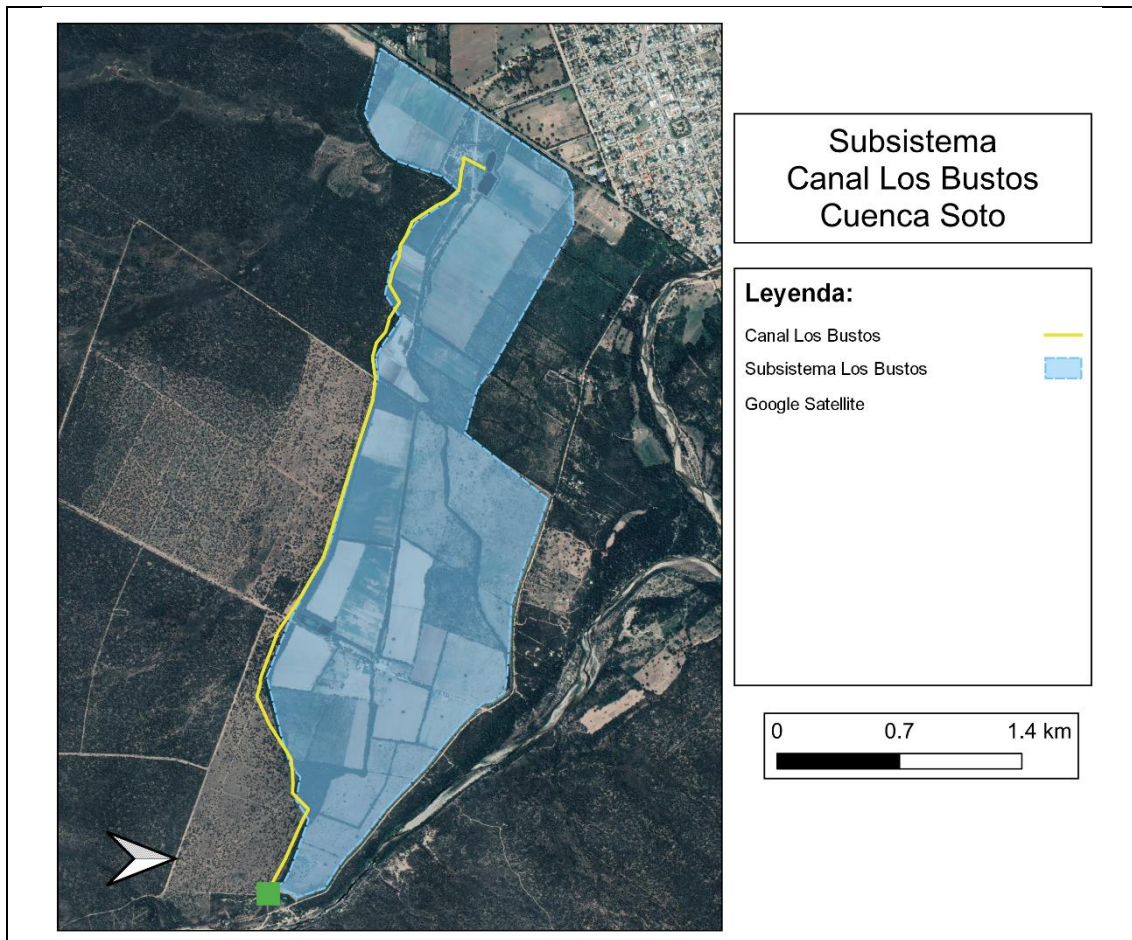 Subsistema
Canal Los Bustos
Cuenca Soto
Leyenda:
Canal Los Bustos
Subsistema Los Bustos
Google Satellite
0 0.7 1.4 km